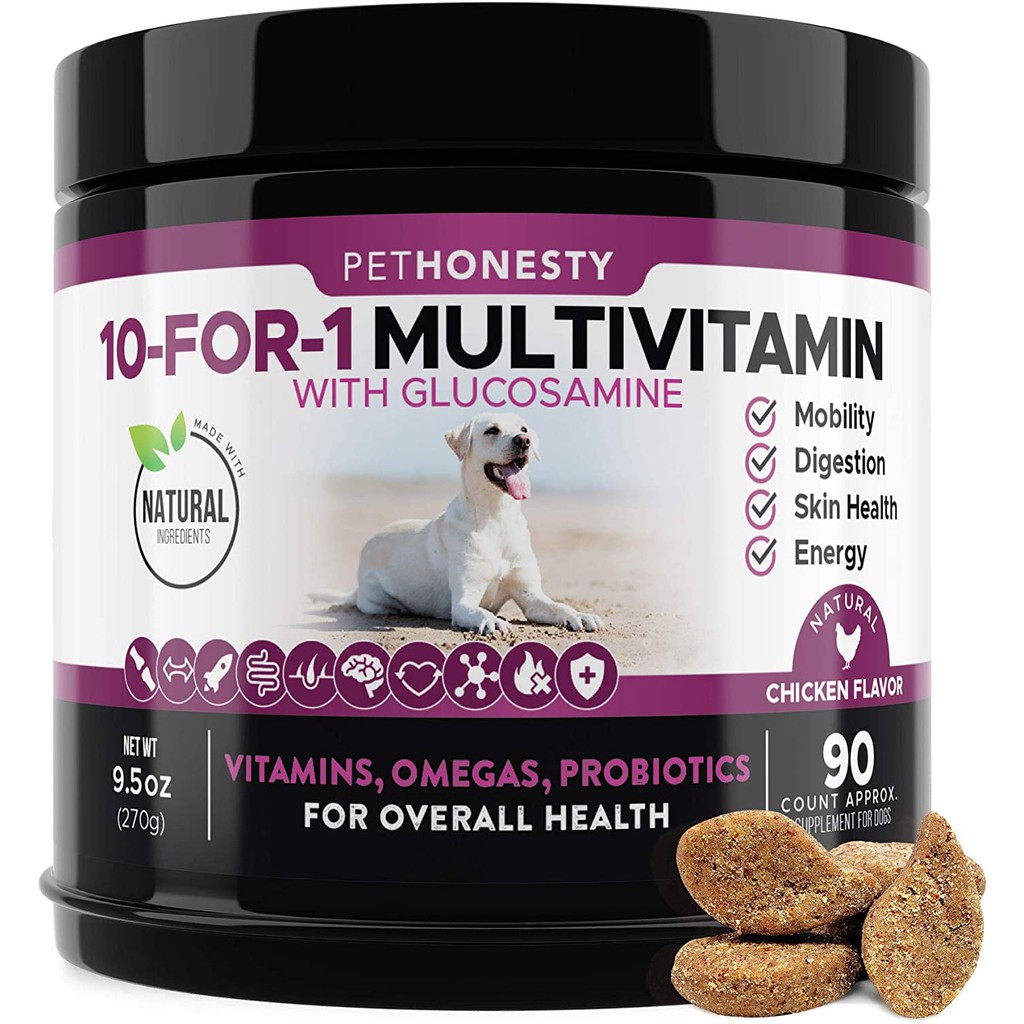 PETHONESTY
10-FOR-1 MULTIVITAMIN
WITH GLUCOSAMINE
MADE WITH
NATURAL
INGREDIENTS
Mobility
Digestion
Skin Health
Energy
NATURAL
CHICKEN FLAVOR
NET WT
9.5oz
(270g)
VITAMINS, OMEGAS, PROBIOTICS
FOR OVERALL HEALTH
90
COUNT APPROX.
SUPPLEMENT FOR DOGS